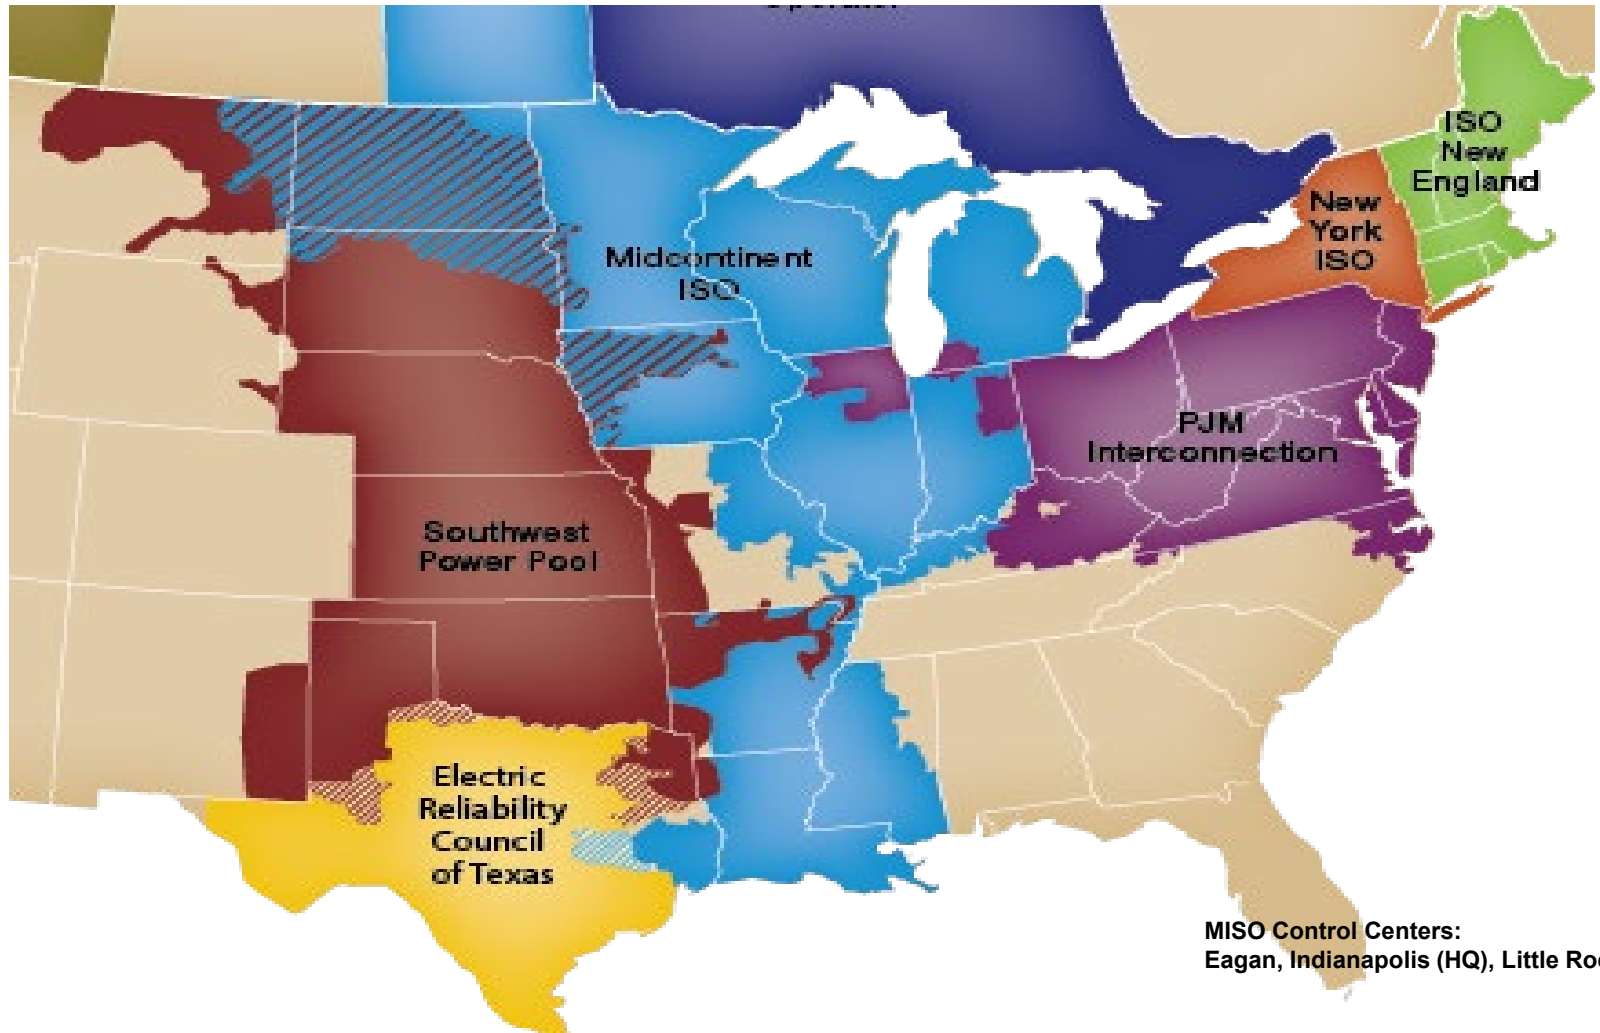 ISO
New
England
New
York
ISO
Midcontinent
ISO
PJM
Interconnection
Southwest
Power Pool
Electric
Reliability
Council
of Texas
MISO Control Centers:
Eagan, Indianapolis (HQ), Little